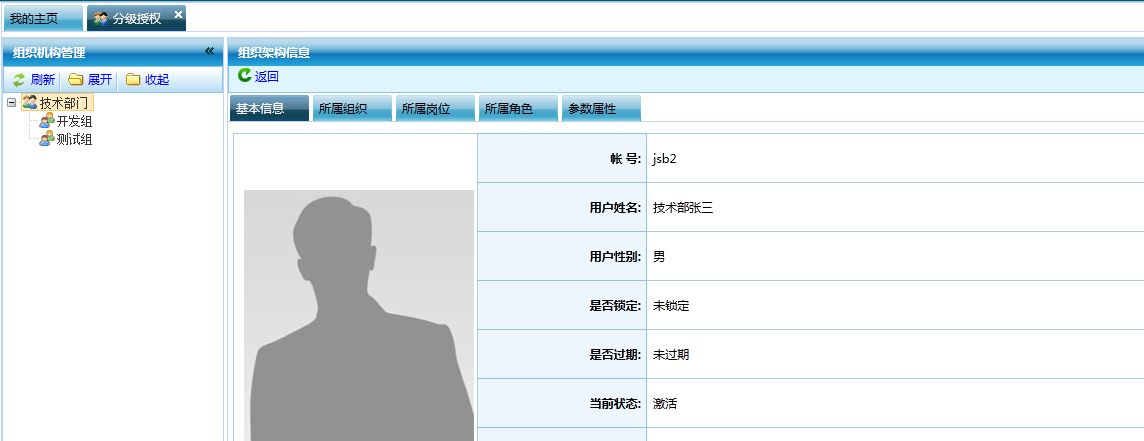 我的主页 分级授权
组织机构管理
刷新 展开 收起
技术部门
开发组
测试组
组织架构信息
返回
基本信息 所属组织 所属岗位 所属角色 参数属性
帐 号: jsb2
用户姓名: 技术部张三
用户性别: 男
是否锁定: 未锁定
是否过期: 未过期
当前状态: 激活